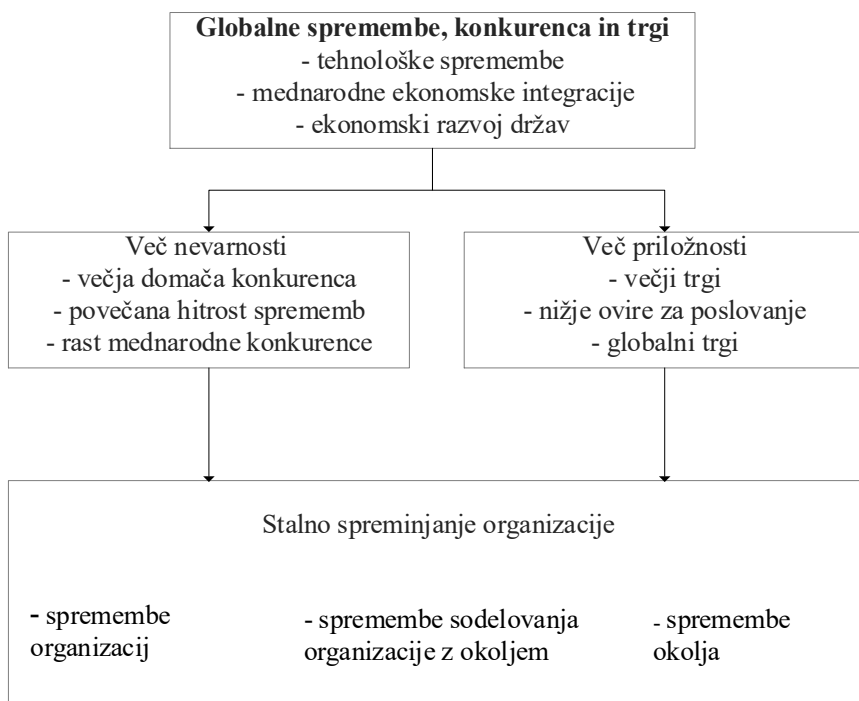 Globalne spremembe, konkurenca in trgi
- tehnološke spremembe
- mednarodne ekonomske integracije
- ekonomski razvoj držav
Več nevarnosti
- večja domača konkurenca
- povečana hitrost sprememb
- rast mednarodne konkurence
Več priložnosti
- večji trgi
- nižje ovire za poslovanje
- globalni trgi
Stalno spreminjanje organizacije
- spremembe
organizacij
- spremembe sodelovanja
organizacije z okoljem
- spremembe
okolja